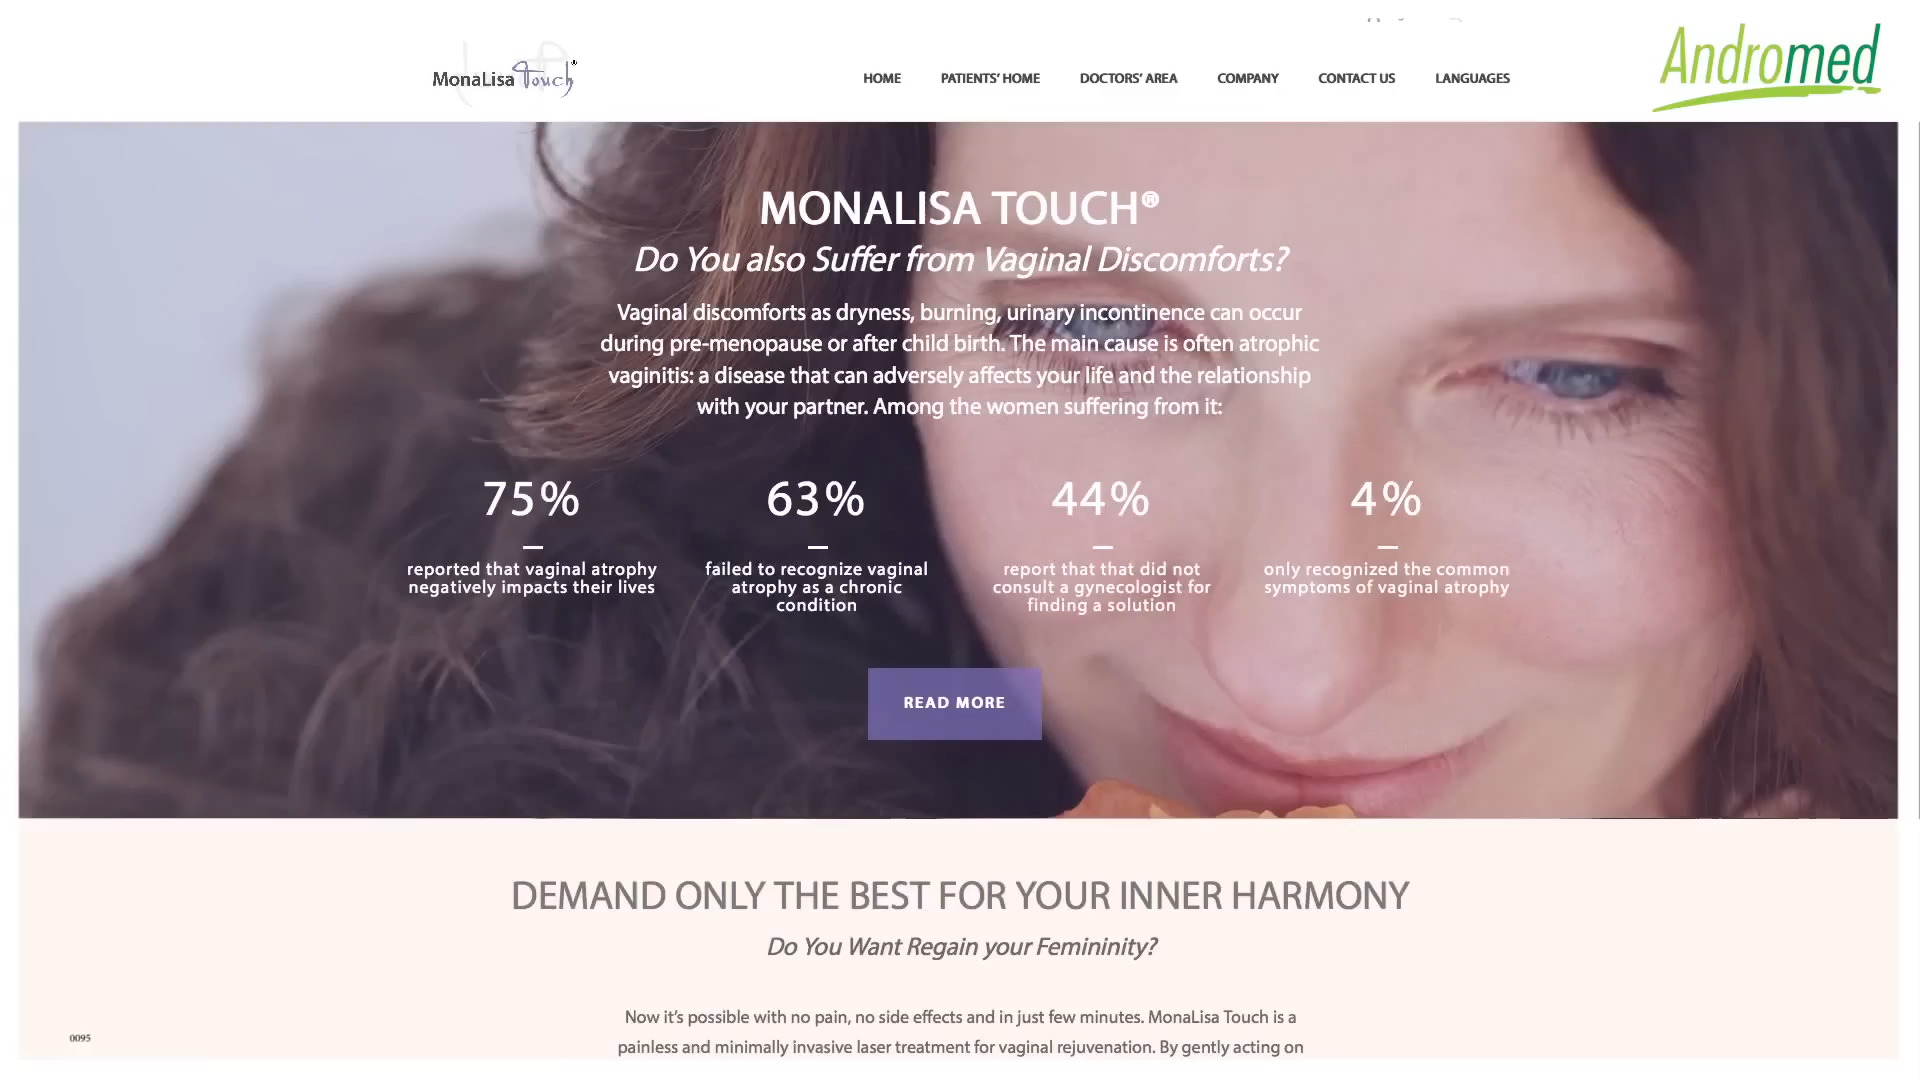 MonaLisa Touch®
HOME PATIENTS' HOME DOCTORS' AREA COMPANY CONTACT US LANGUAGES
Andromed
MONALISA TOUCH®
Do You also Suffer from Vaginal Discomforts?
Vaginal discomforts as dryness, burning, urinary incontinence can occur
during pre-menopause or after child birth. The main cause is often atrophic
vaginitis: a disease that can adversely affects your life and the relationship
with your partner. Among the women suffering from it:
75%
reported that vaginal atrophy
negatively impacts their lives
63%
failed to recognize vaginal
atrophy as a chronic
condition
44%
report that that did not
consult a gynecologist for
finding a solution
4%
only recognized the common
symptoms of vaginal atrophy
READ MORE
DEMAND ONLY THE BEST FOR YOUR INNER HARMONY
Do You Want Regain your Femininity?
Now it's possible with no pain, no side effects and in just few minutes. MonaLisa Touch is a
painless and minimally invasive laser treatment for vaginal rejuvenation. By gently acting on
0095